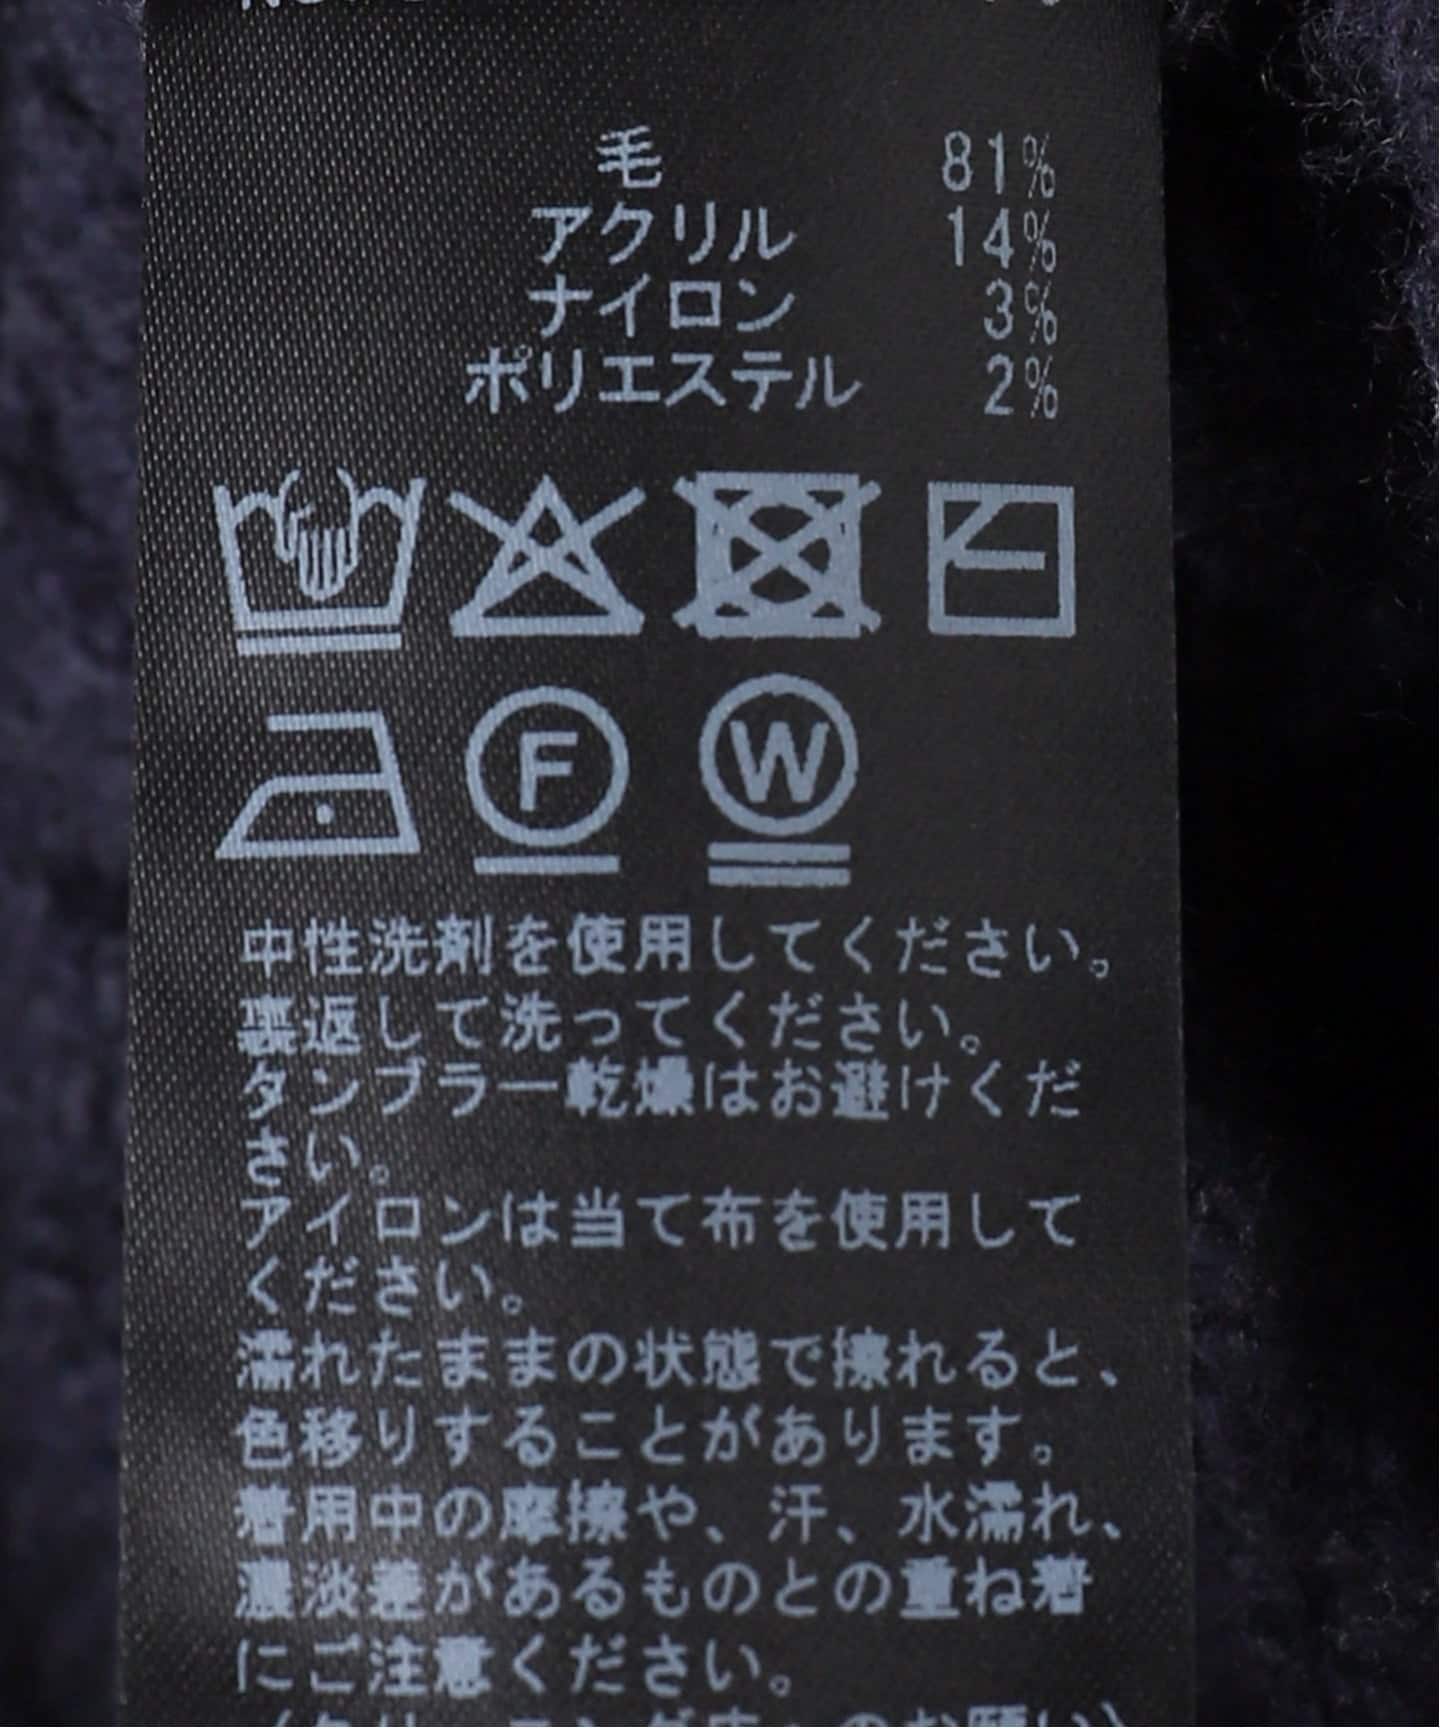 毛 81%
アクリル 14%
ナイロン 3%
ポリエステル 2%
F W
中性洗剤を使用してください。
裏返して洗ってください。
タンブラー乾燥はお避けくだ
さい。
アイロンは当て布を使用して
ください。
濡れたままの状態で擦れると、
色移りすることがあります。
着用中の摩擦や、汗、水濡れ、
濃淡差があるものとの重ね着
にご注意ください。